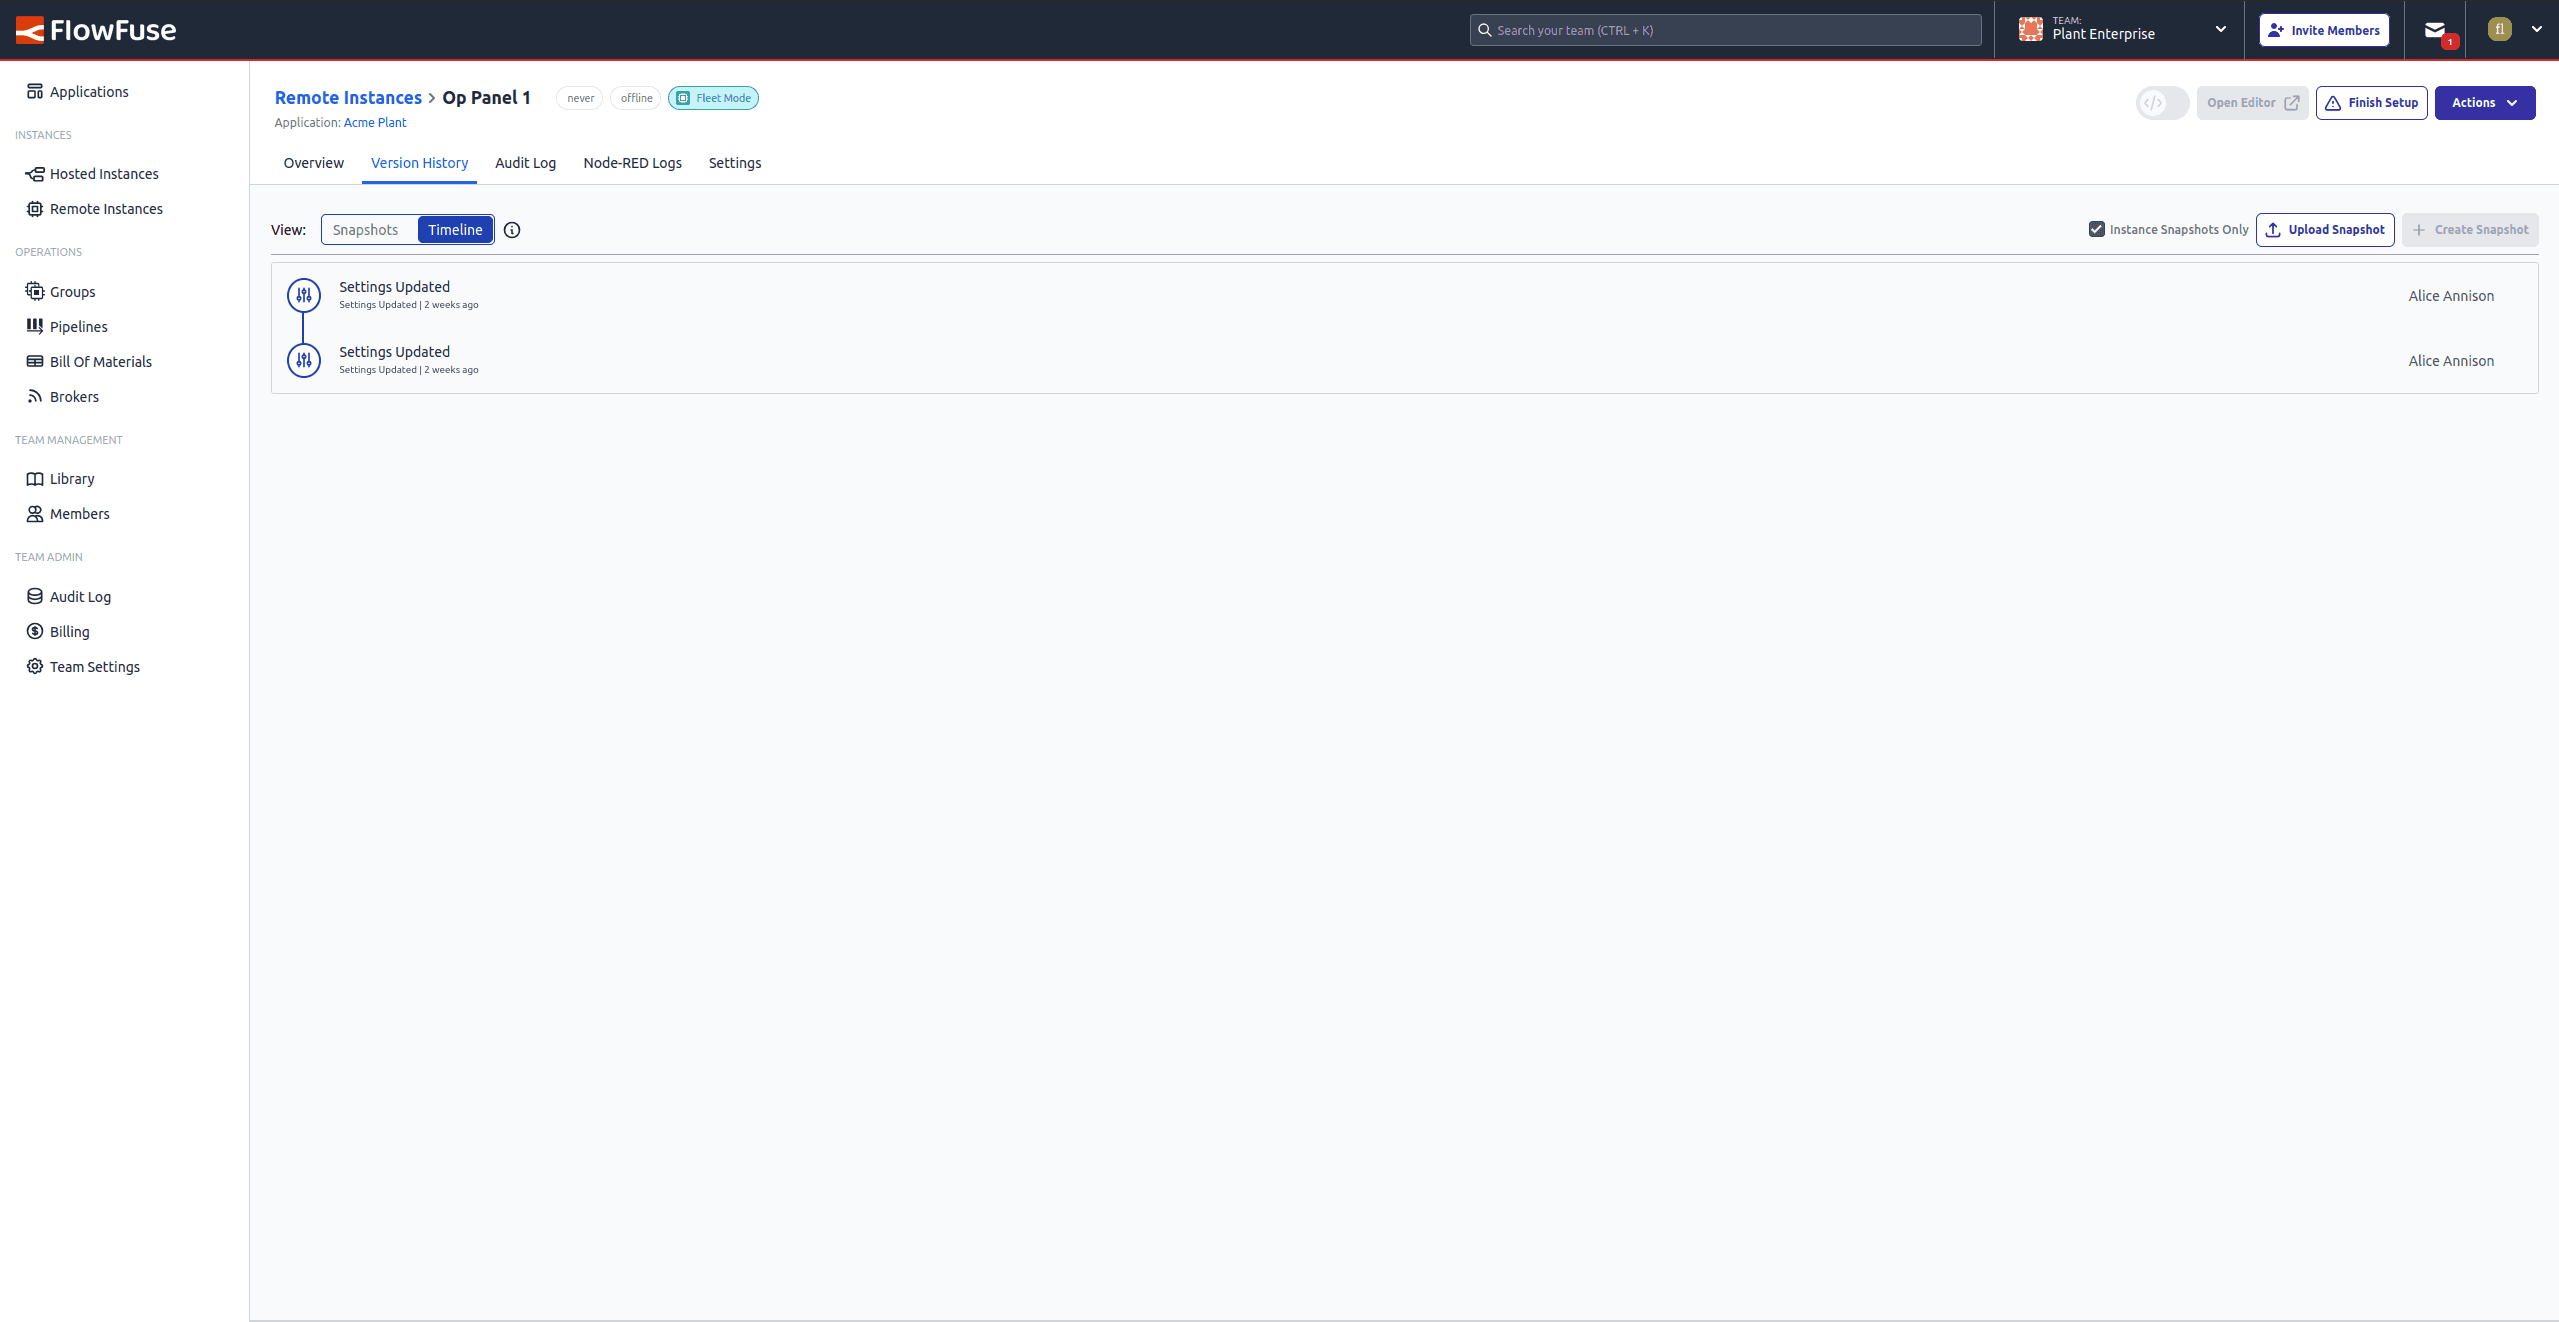 FlowFuse
Search your team (CTRL + K)
TEAM:
Plant Enterprise
Invite Members
1
fl
Applications
INSTANCES
Hosted Instances
Remote Instances
OPERATIONS
Groups
Pipelines
Bill Of Materials
Brokers
TEAM MANAGEMENT
Library
Members
TEAM ADMIN
Audit Log
Billing
Team Settings
Remote Instances > Op Panel 1 never offline Fleet Mode
Application: Acme Plant
Open Editor Finish Setup Actions
Overview Version History Audit Log Node-RED Logs Settings
View: Snapshots Timeline
Instance Snapshots Only Upload Snapshot + Create Snapshot
Settings Updated
Settings Updated | 2 weeks ago
Alice Annison
Settings Updated
Settings Updated | 2 weeks ago
Alice Annison